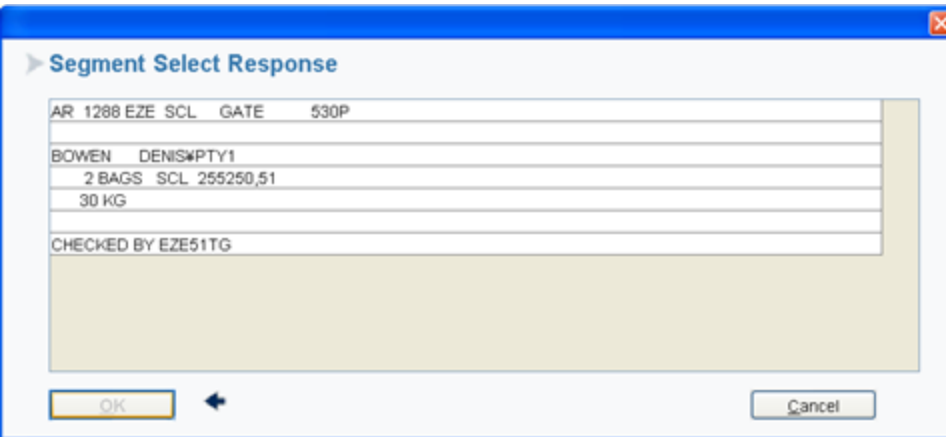 Segment Select Response
AR 1288 EZE SCL GATE 530P
BOWEN DENIS¥PTY1
2 BAGS SCL 255250,51
30 KG
CHECKED BY EZE51TG
OK
Cancel